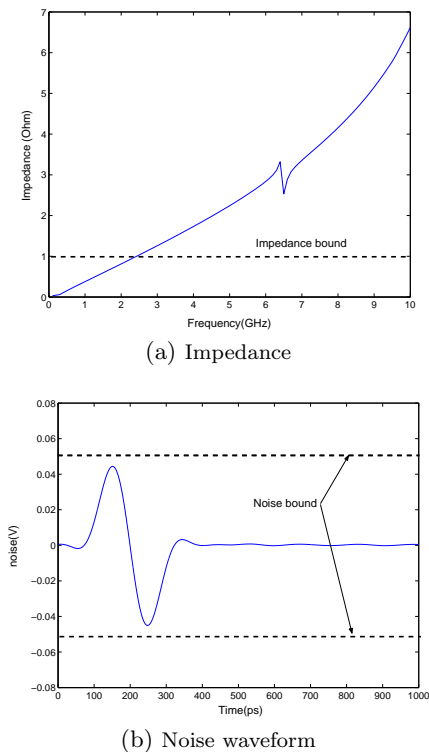 7
6
5
4
3
2
1
0
Impedance (Ohm)
Impedance bound
0 1 2 3 4 5 6 7 8 9 10
Frequency(GHz)
(a) Impedance
0.08
0.06
0.04
0.02
0
−0.02
−0.04
−0.06
−0.08
noise(V)
Noise bound
0 100 200 300 400 500 600 700 800 900 1000
Time(ps)
(b) Noise waveform